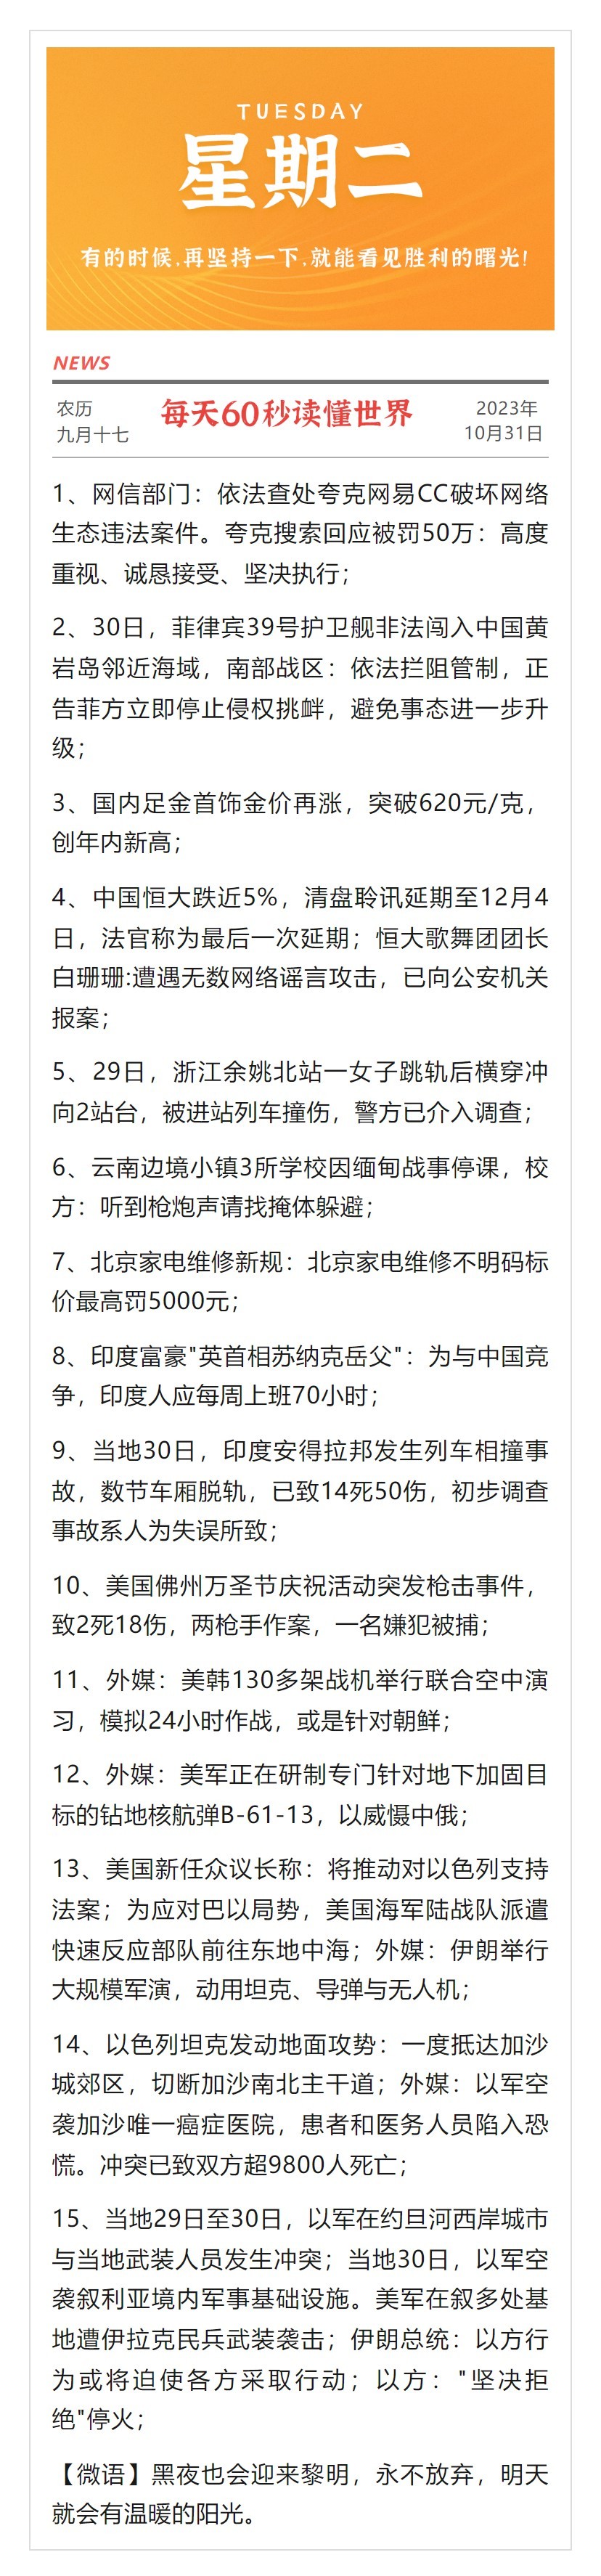 TUESDAY
星期二
有的时候,再坚持一下,就能看见胜利的曙光!
NEWS
农历
九月十七
每天60秒读懂世界
2023年
10月31日
1、网信部门：依法查处夸克网易CC破坏网络
生态违法案件。夸克搜索回应被罚50万：高度
重视、诚恳接受、坚决执行；
2、30日，菲律宾39号护卫舰非法闯入中国黄
岩岛邻近海域，南部战区：依法拦阻管制，正
告菲方立即停止侵权挑衅，避免事态进一步升
级；
3、国内足金首饰金价再涨，突破620元/克，
创年内新高；
4、中国恒大跌近5%，清盘聆讯延期至12月4
日，法官称为最后一次延期；恒大歌舞团团长
白珊珊:遭遇无数网络谣言攻击，已向公安机关
报案；
5、29日，浙江余姚北站一女子跳轨后横穿冲
向2站台，被进站列车撞伤，警方已介入调查；
6、云南边境小镇3所学校因缅甸战事停课，校
方：听到枪炮声请找掩体躲避；
7、北京家电维修新规：北京家电维修不明码标
价最高罚5000元；
8、印度富豪"英首相苏纳克岳父"：为与中国竞
争，印度人应每周上班70小时；
9、当地30日，印度安得拉邦发生列车相撞事
故，数节车厢脱轨，已致14死50伤，初步调查
事故系人为失误所致；
10、美国佛州万圣节庆祝活动突发枪击事件，
致2死18伤，两枪手作案，一名嫌犯被捕；
11、外媒：美韩130多架战机举行联合空中演
习，模拟24小时作战，或是针对朝鲜；
12、外媒：美军正在研制专门针对地下加固目
标的钻地核航弹B-61-13，以威慑中俄；
13、美国新任众议长称：将推动对以色列支持
法案；为应对巴以局势，美国海军陆战队派遣
快速反应部队前往东地中海；外媒：伊朗举行
大规模军演，动用坦克、导弹与无人机；
14、以色列坦克发动地面攻势：一度抵达加沙
城郊区，切断加沙南北主干道；外媒：以军空
袭加沙唯一癌症医院，患者和医务人员陷入恐
慌。冲突已致双方超9800人死亡；
15、当地29日至30日，以军在约旦河西岸城市
与当地武装人员发生冲突；当地30日，以军空
袭叙利亚境内军事基础设施。美军在叙多处基
地遭伊拉克民兵武装袭击；伊朗总统：以方行
为或将迫使各方采取行动；以方："坚决拒
绝"停火；
【微语】黑夜也会迎来黎明，永不放弃，明天
就会有温暖的阳光。